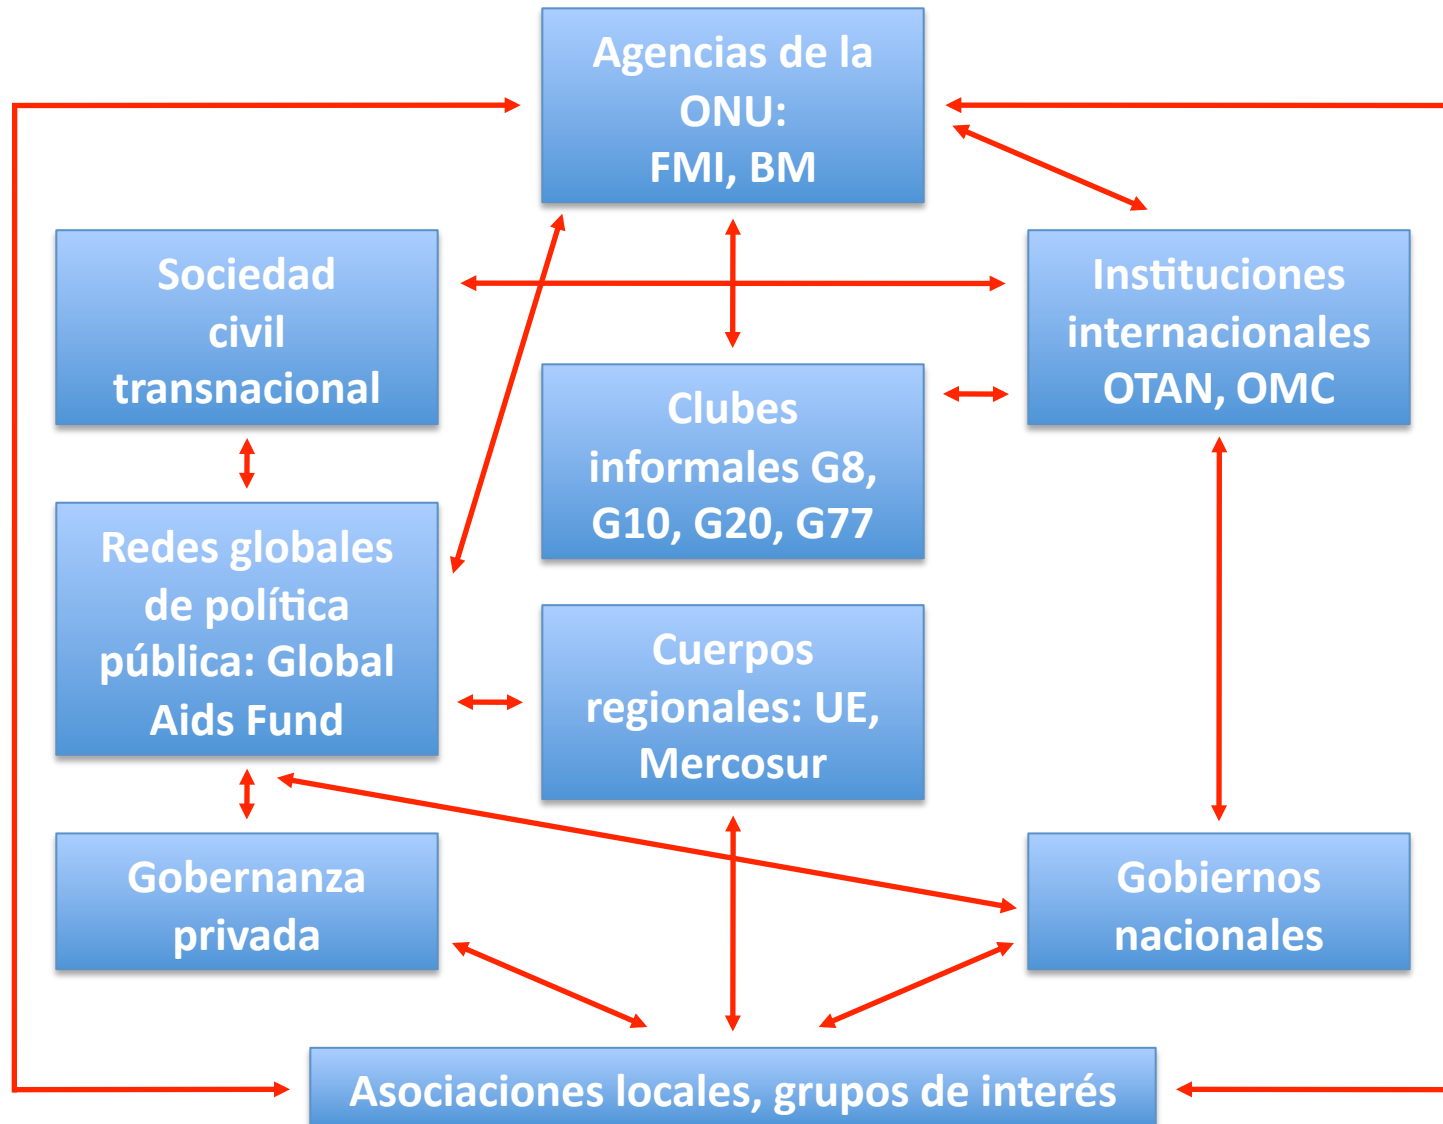 Agencias de la
ONU:
FMI, BM
Sociedad
civil
transnacional
Instituciones
internacionales
OTAN, OMC
Clubes
informales G8,
G10, G20, G77
Redes globales
de política
pública: Global
Aids Fund
Cuerpos
regionales: UE,
Mercosur
Gobernanza
privada
Gobiernos
nacionales
Asociaciones locales, grupos de interés